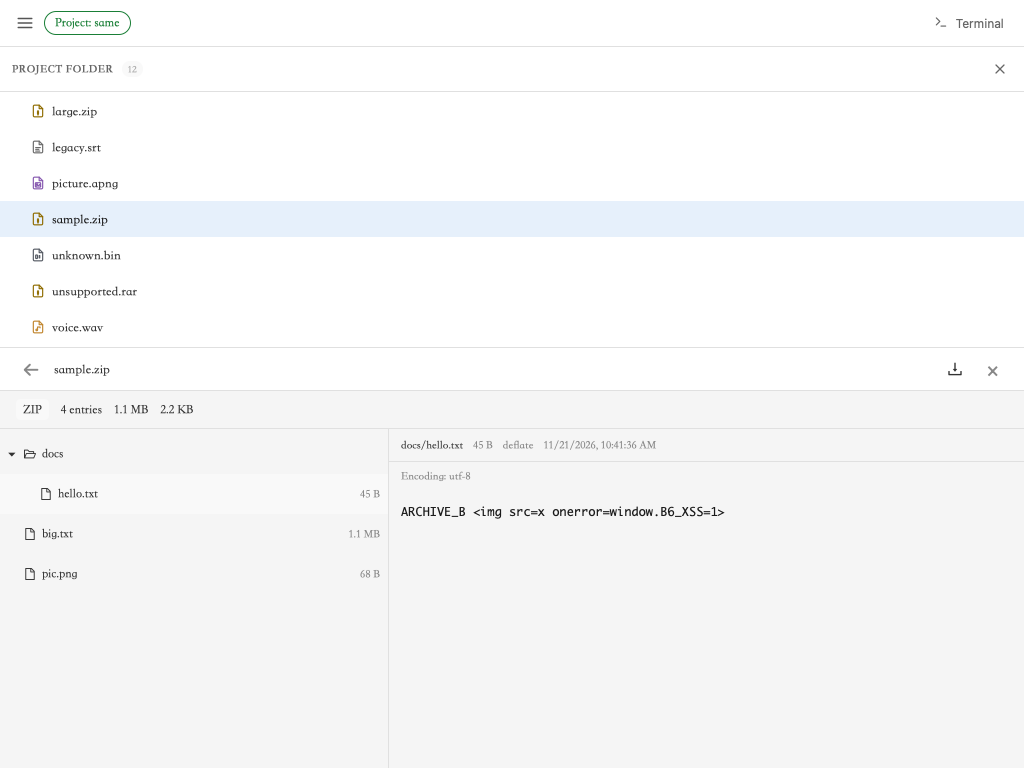 Project: same
Terminal
PROJECT FOLDER 12
large.zip
legacy.srt
picture.apng
sample.zip
unknown.bin
unsupported.rar
voice.wav
sample.zip
ZIP 4 entries 1.1 MB 2.2 KB
docs
hello.txt 45 B
big.txt 1.1 MB
pic.png 68 B
docs/hello.txt 45 B deflate 11/21/2026, 10:41:36 AM
Encoding: utf-8
ARCHIVE_B <img src=x onerror=window.B6_XSS=1>